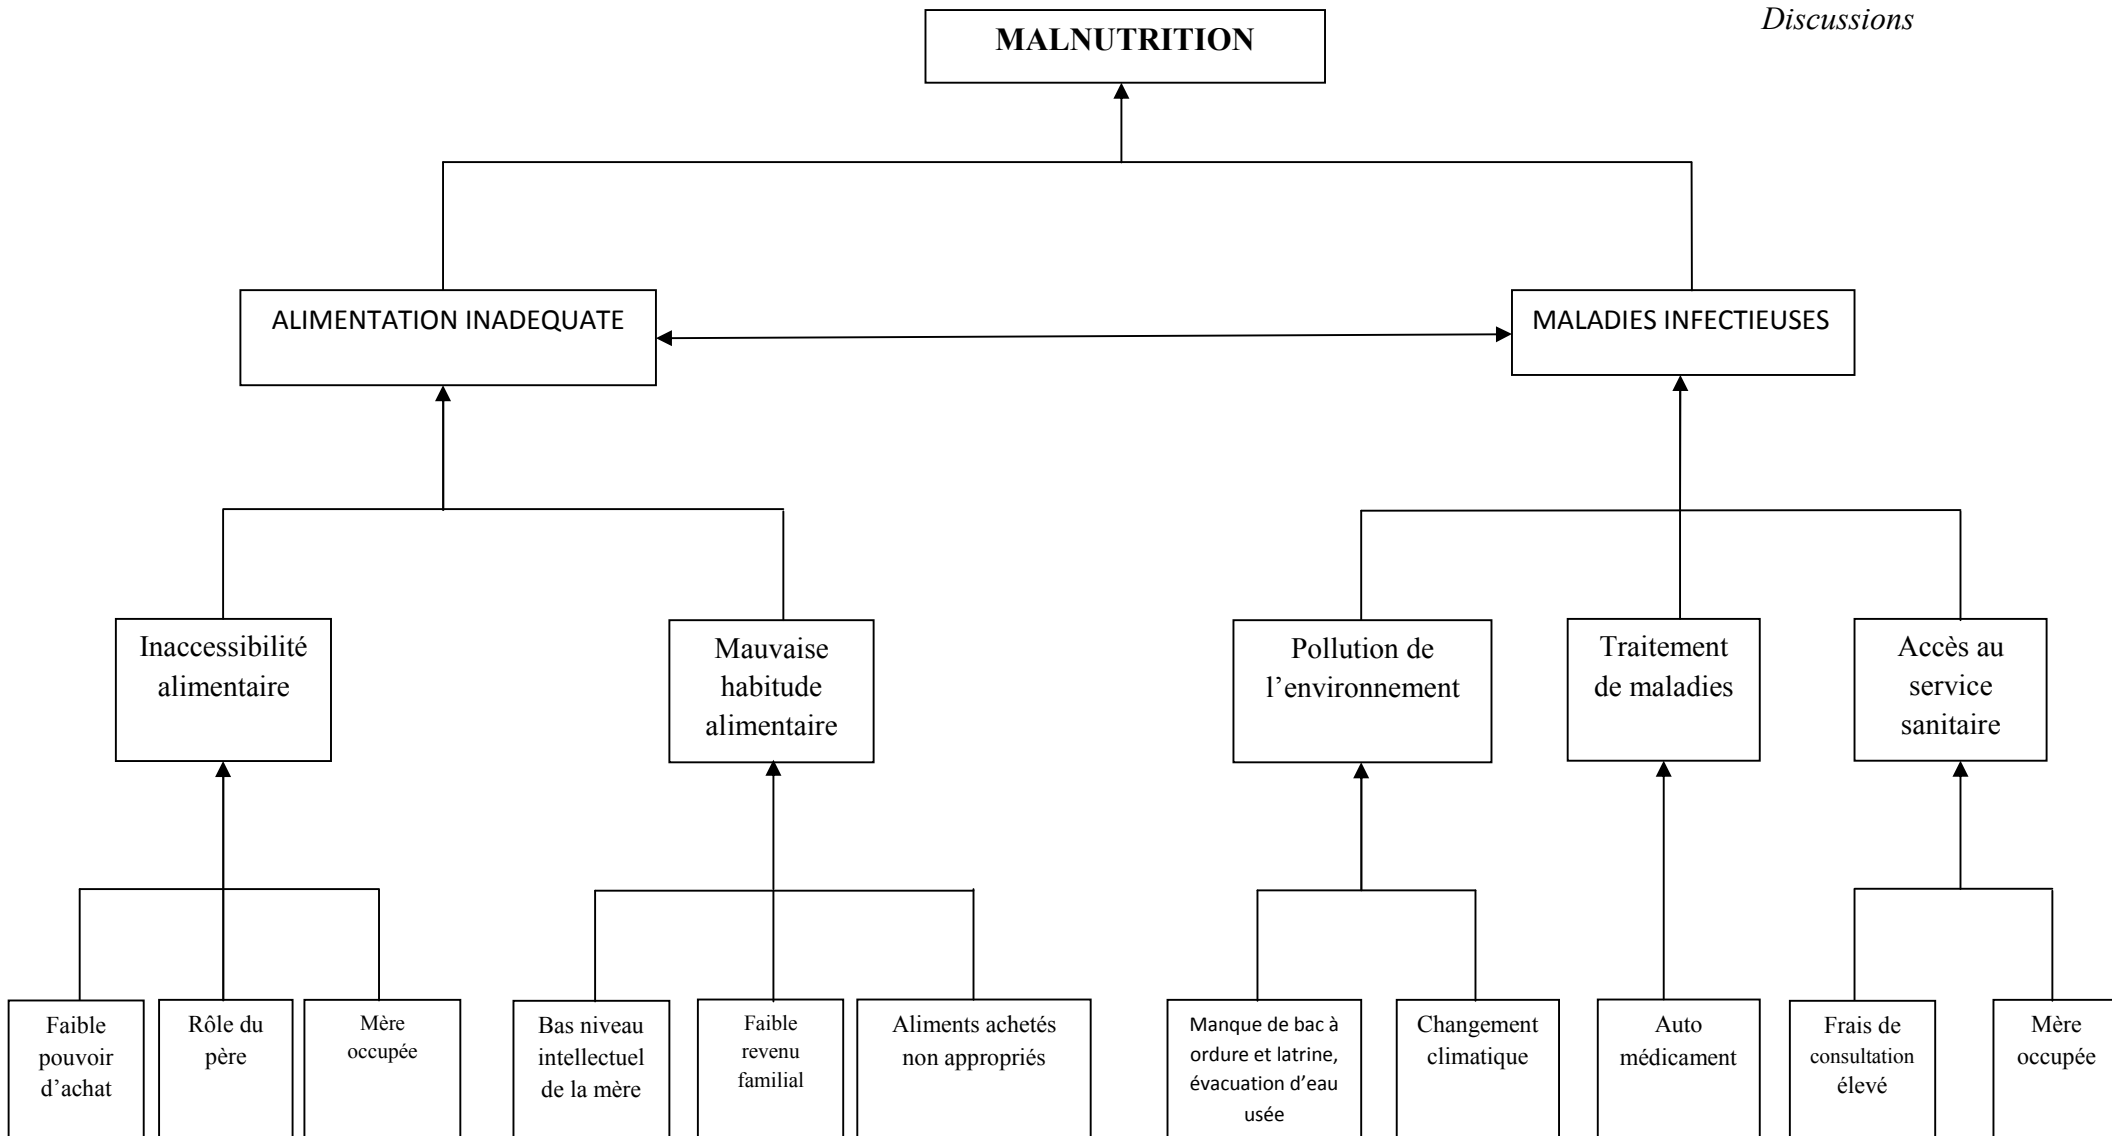 Discussions
MALNUTRITION
ALIMENTATION INADEQUATE
MALADIES INFECTIEUSES
Inaccessibilité
alimentaire
Mauvaise
habitude
alimentaire
Pollution de
l’environnement
Traitement
de maladies
Accès au
service
sanitaire
Faible
pouvoir
d’achat
Rôle du
père
Mère
occupée
Bas niveau
intellectuel
de la mère
Faible
revenu
familial
Aliments achetés
non appropriés
Manque de bac à
ordure et latrine,
évacuation d’eau
usée
Changement
climatique
Auto
médicament
Frais de
consultation
élevé
Mère
occupée